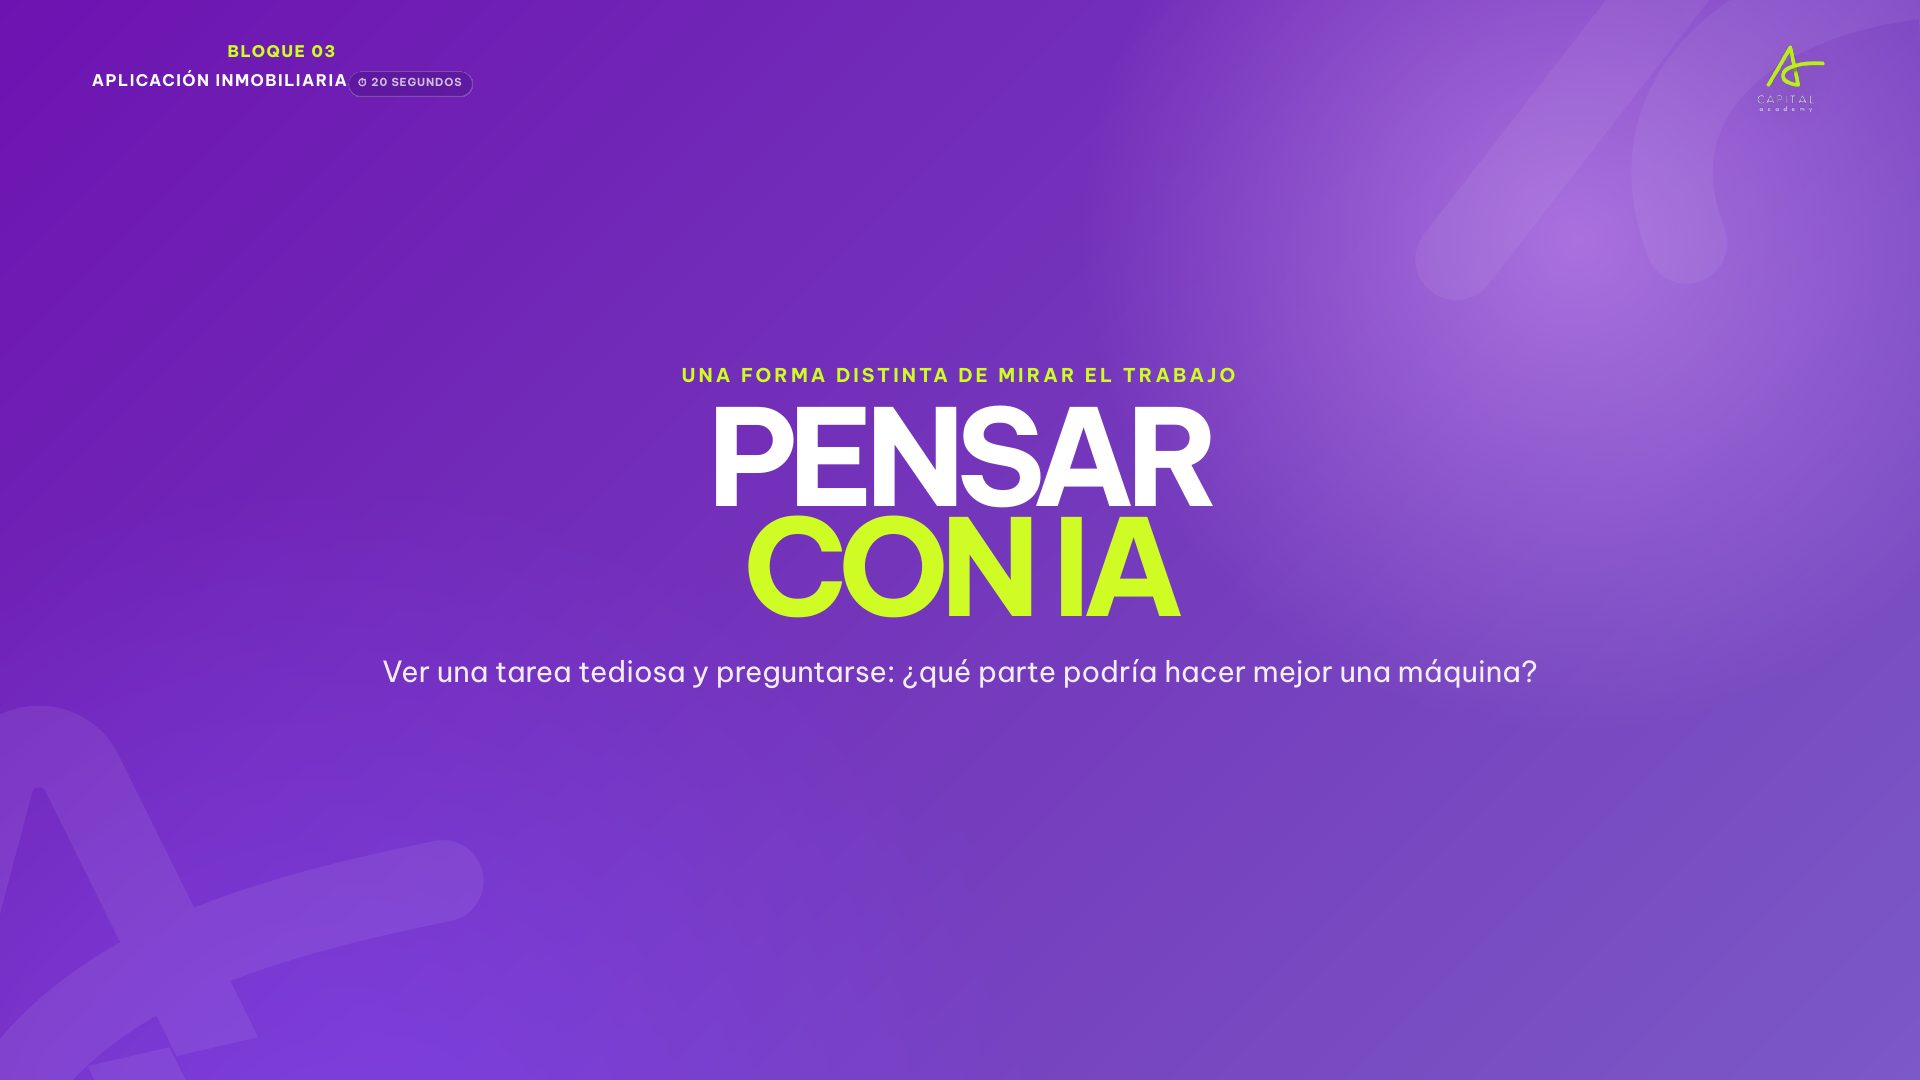 BLOQUE 03
APLICACIÓN INMOBILIARIA
⏱ 20 SEGUNDOS
CAPITAL
academy
UNA FORMA DISTINTA DE MIRAR EL TRABAJO
PENSAR
CON IA
Ver una tarea tediosa y preguntarse: ¿qué parte podría hacer mejor una máquina?